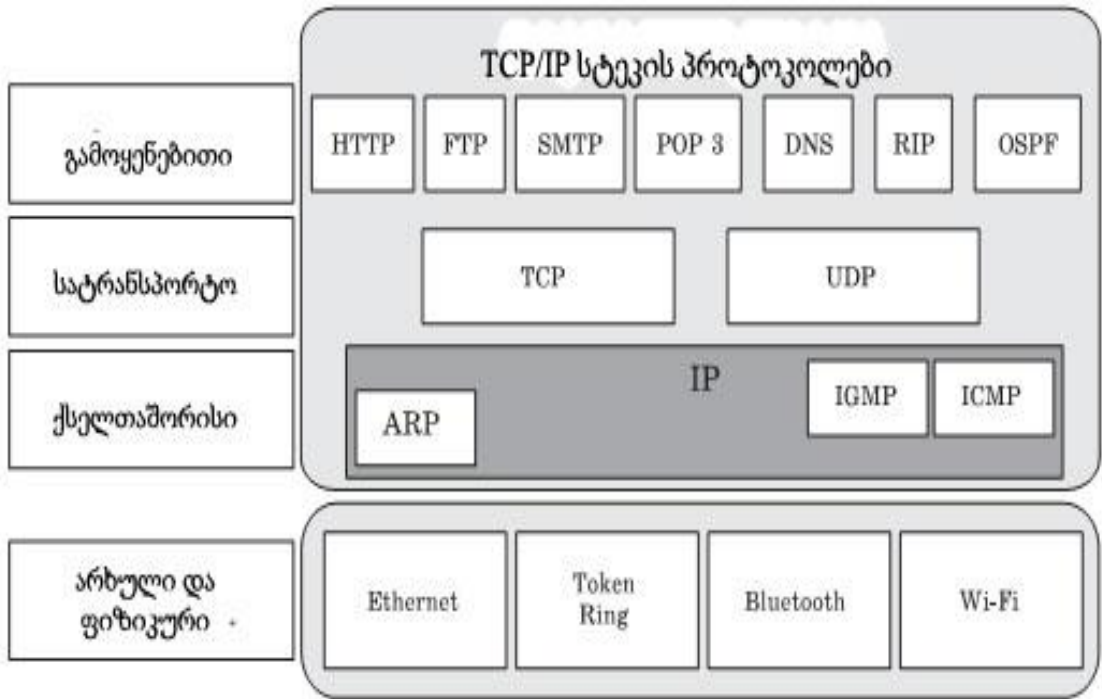 TCP/IP სტეკის პროტოკოლები
გამოყენებითი
HTTP
FTP
SMTP
POP 3
DNS
RIP
OSPF
სატრანსპორტო
TCP
UDP
ქსელთაშორისი
IP
ARP
IGMP
ICMP
არხული და
ფიზიკური
Ethernet
Token
Ring
Bluetooth
Wi-Fi